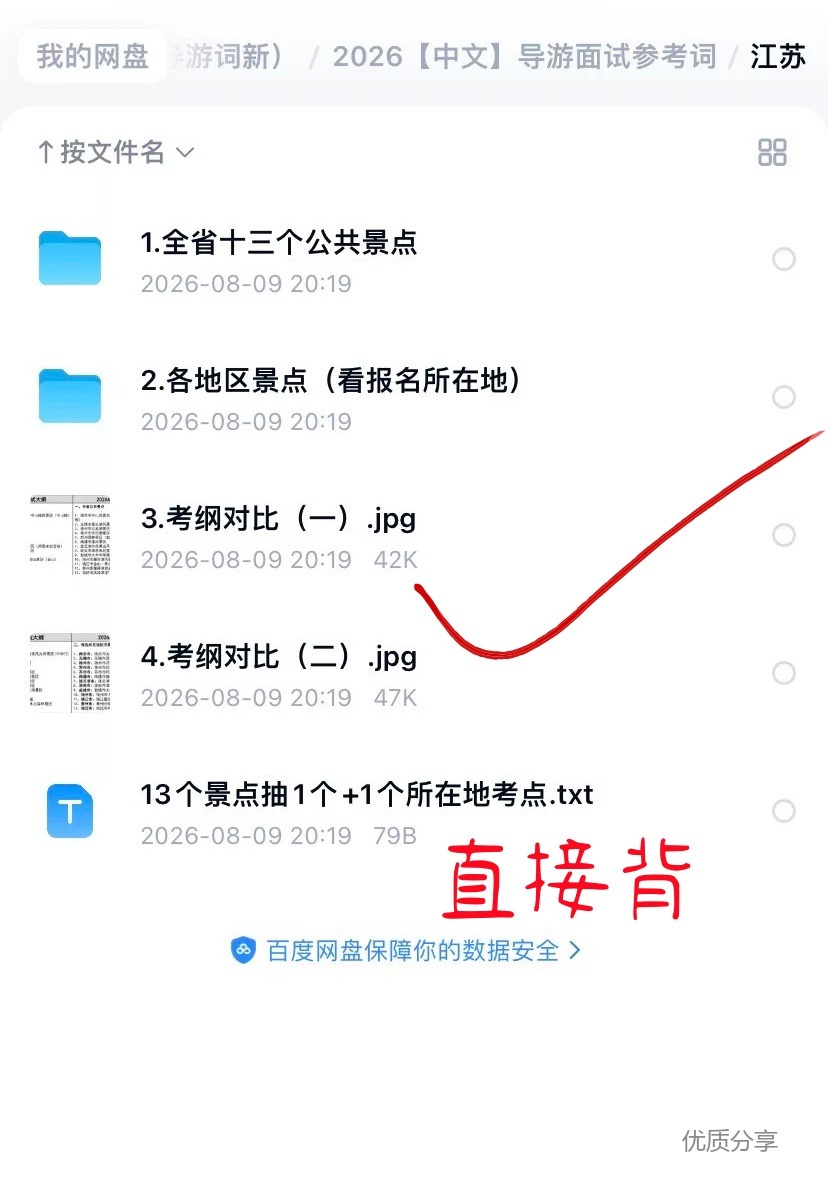 我的网盘 导游词新） / 2026【中文】导游面试参考词 / 江苏
↑按文件名
1.全省十三个公共景点
2026-08-09 20:19
2.各地区景点（看报名所在地）
2026-08-09 20:19
3.考纲对比（一）.jpg
2026-08-09 20:19 42K
4.考纲对比（二）.jpg
2026-08-09 20:19 47K
T
13个景点抽1个+1个所在地考点.txt
2026-08-09 20:19 79B
直接背
百度网盘保障你的数据安全
优质分享